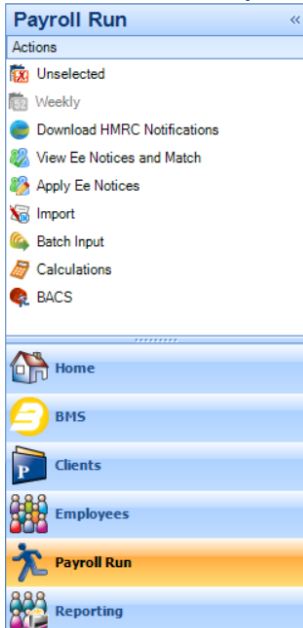 Payroll Run «
Actions
Unselected
Weekly
Download HMRC Notifications
View Ee Notices and Match
Apply Ee Notices
Import
Batch Input
Calculations
BACS
Home
BMS
Clients
Employees
Payroll Run
Reporting